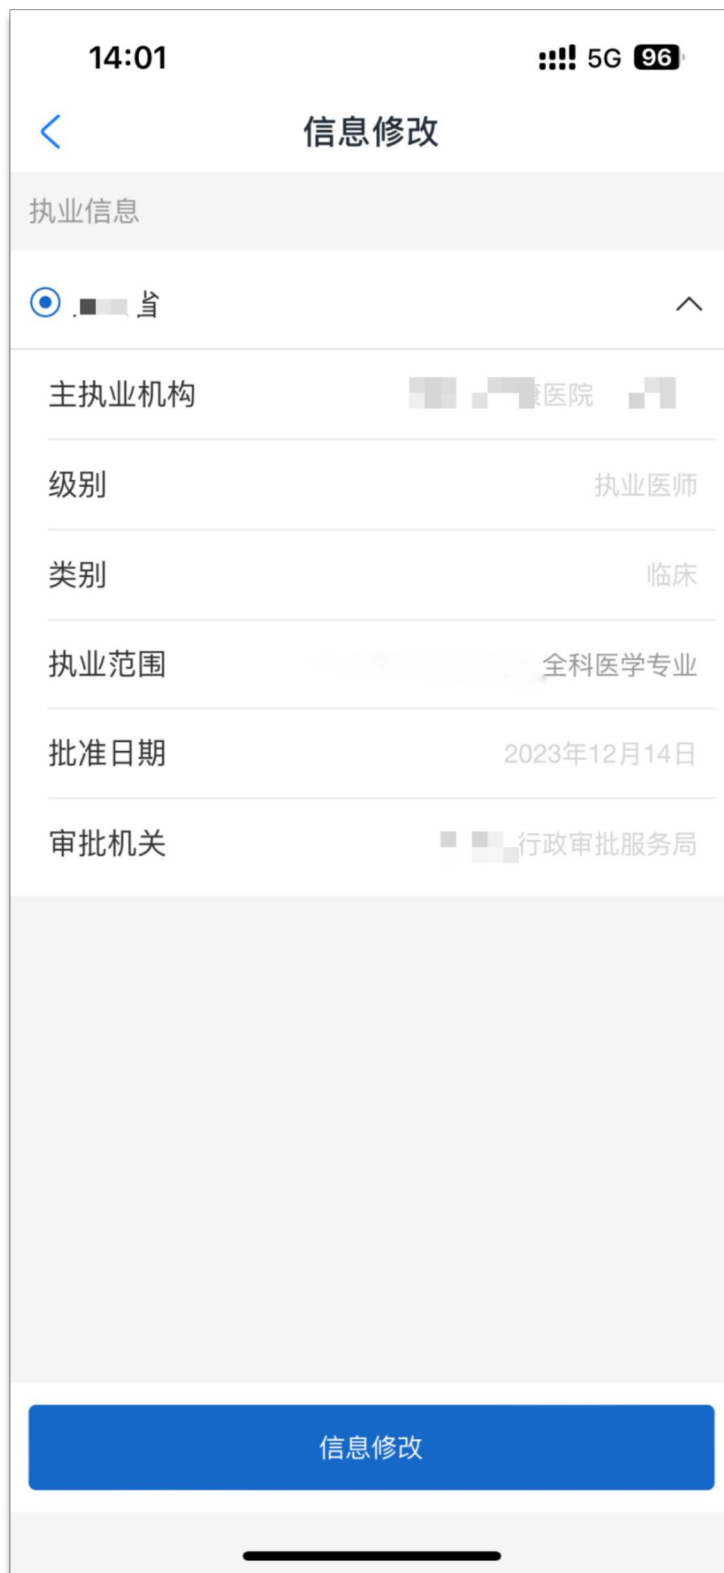 14:01 5G 96
信息修改
执业信息
省
主执业机构 康医院
级别 执业医师
类别 临床
执业范围 全科医学专业
批准日期 2023年12月14日
审批机关 行政审批服务局
信息修改